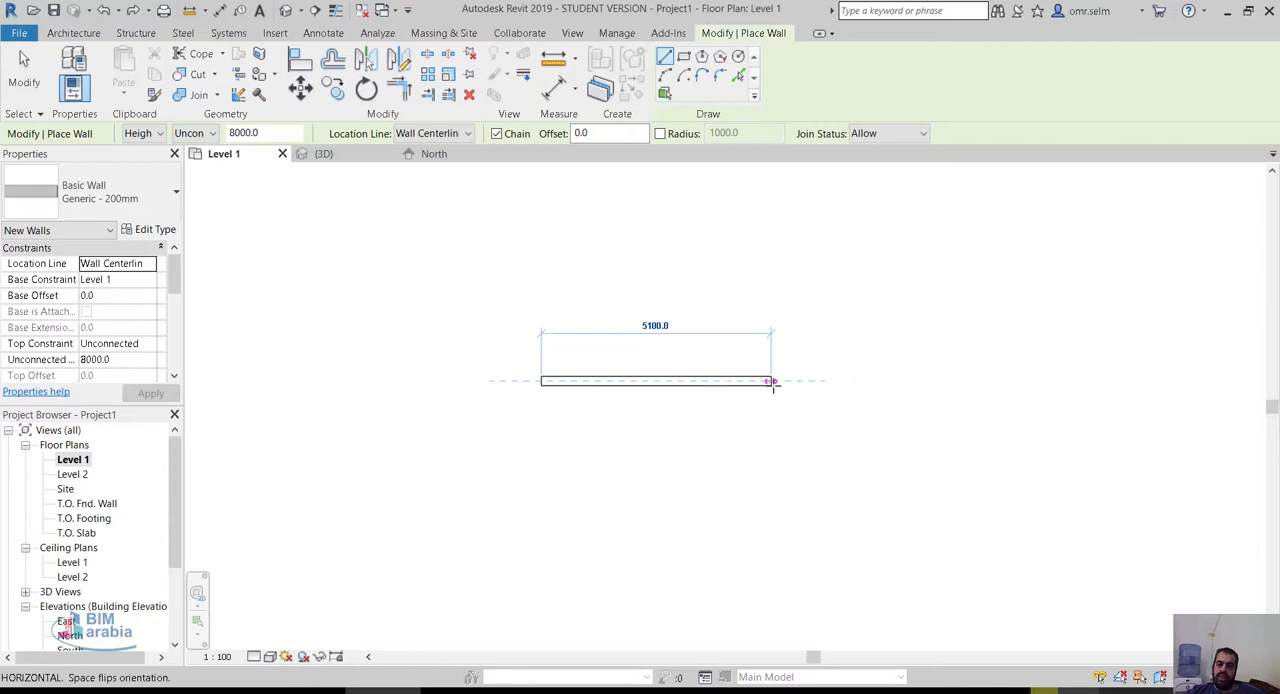 Autodesk Revit 2019 - STUDENT VERSION - Project1 - Floor Plan: Level 1
Type a keyword or phrase
omr.selm
File
Architecture
Structure
Steel
Systems
Insert
Annotate
Analyze
Massing & Site
Collaborate
View
Manage
Add-Ins
Modify | Place Wall
Modify
Paste
Cope
Cut
Join
Select
Properties
Clipboard
Geometry
Modify
View
Measure
Create
Draw
Modify | Place Wall
Heigh
Uncon
8000.0
Location Line:
Wall Centerlin
Chain
Offset:
0.0
Radius:
1000.0
Join Status:
Allow
Properties
Level 1
{3D}
North
Basic Wall
Generic - 200mm
New Walls
Edit Type
Constraints
Location Line
Wall Centerlin
Base Constraint
Level 1
Base Offset
0.0
Base is Attach...
Base Extensio...
0.0
Top Constraint
Unconnected
Unconnected ...
8000.0
Top Offset
0.0
Properties help
Apply
5100.0
Project Browser - Project1
Views (all)
Floor Plans
Level 1
Level 2
Site
T.O. Fnd. Wall
T.O. Footing
T.O. Slab
Ceiling Plans
Level 1
Level 2
3D Views
Elevations (Building Elevatio
East
North
BIM
arabia
1 : 100
HORIZONTAL. Space flips orientation.
:0
Main Model